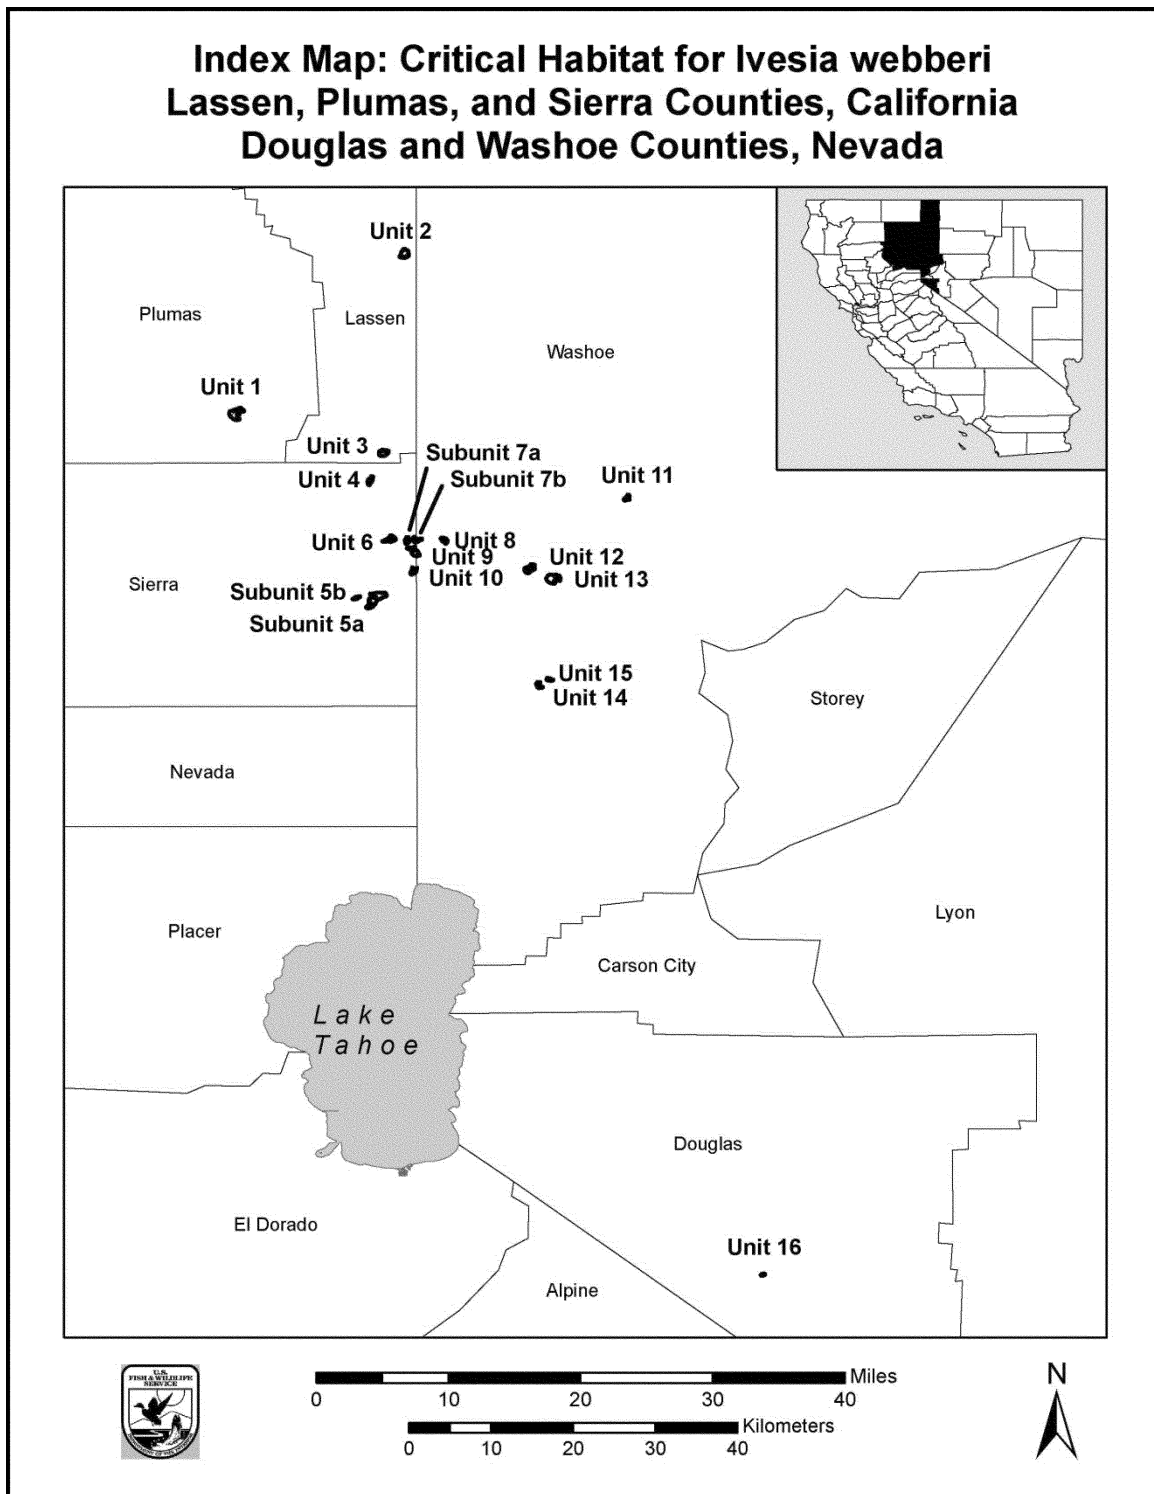 Index Map: Critical Habitat for Ivesia webberi
Lassen, Plumas, and Sierra Counties, California
Douglas and Washoe Counties, Nevada
Unit 2
Plumas
Lassen
Washoe
Unit 1
Unit 3
Subunit 7a
Unit 4
Subunit 7b
Unit 11
Unit 6
Unit 8
Unit 9
Unit 12
Unit 10
Unit 13
Sierra
Subunit 5b
Subunit 5a
Unit 15
Unit 14
Storey
Nevada
Placer
Lyon
Carson City
Lake
Tahoe
Douglas
El Dorado
Unit 16
Alpine
U.S.
FISH & WILDLIFE
SERVICE
Miles
0 10 20 30 40
Kilometers
0 10 20 30 40
N